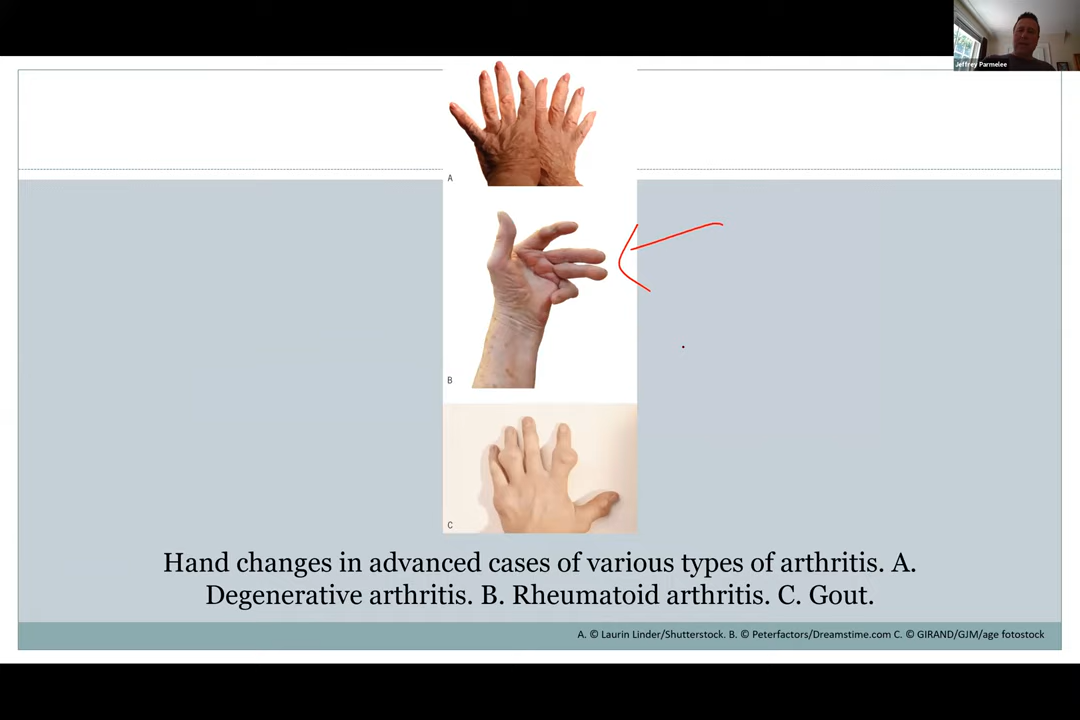 Jeffrey Parmelee
A
B
C
Hand changes in advanced cases of various types of arthritis. A.
Degenerative arthritis. B. Rheumatoid arthritis. C. Gout.
A. © Laurin Linder/Shutterstock. B. © Peterfactors/Dreamstime.com C. © GIRAND/GJM/age fotostock